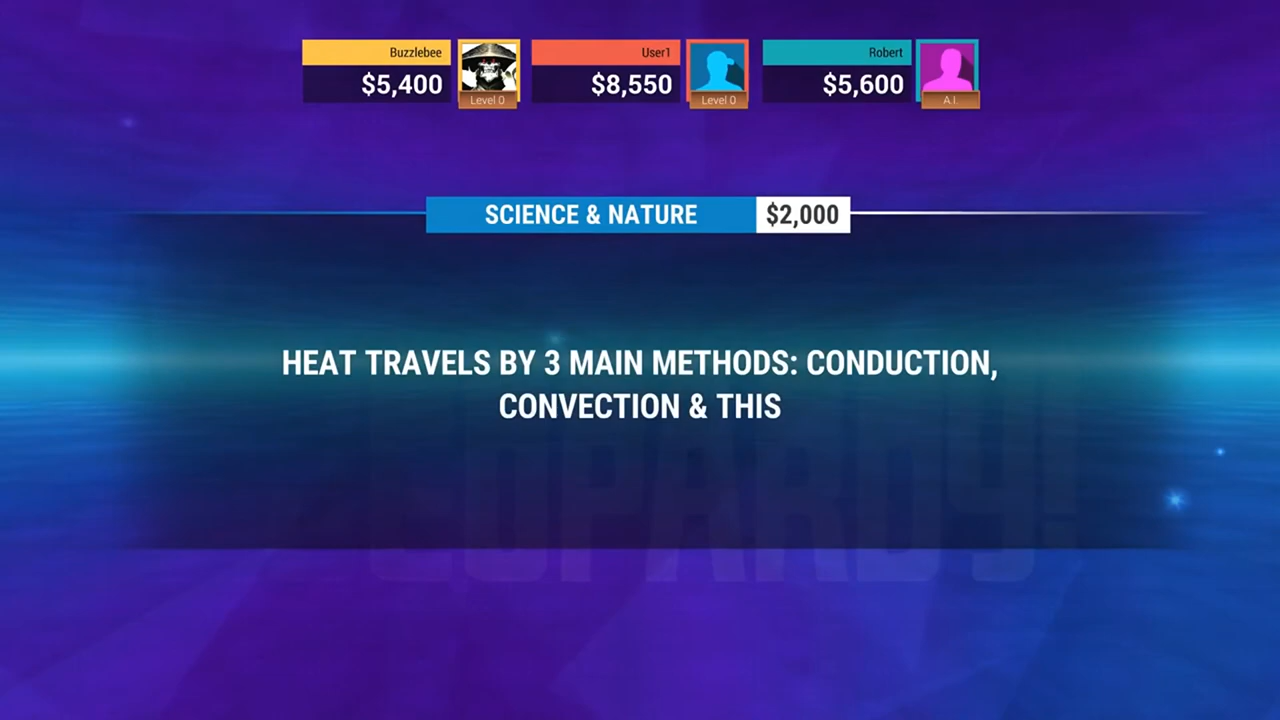 Buzzlebee
$5,400
Level 0
User1
$8,550
Level 0
Robert
$5,600
A.I.
SCIENCE & NATURE $2,000
HEAT TRAVELS BY 3 MAIN METHODS: CONDUCTION,
CONVECTION & THIS
JEOPARDY!